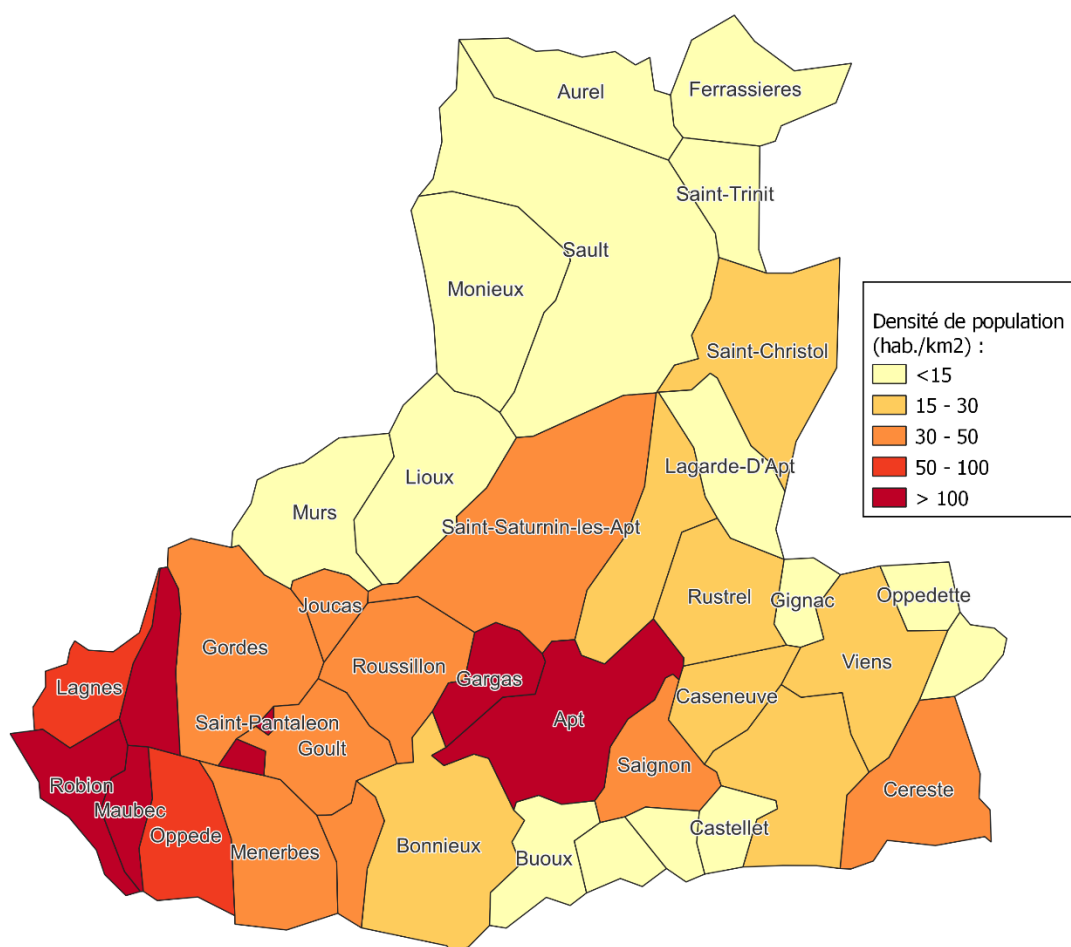 Aurel
Ferrassieres
Saint-Trinit
Sault
Monieux
Saint-Christol
Densité de population
(hab./km2) :
<15
15 - 30
30 - 50
50 - 100
> 100
Lagarde-D'Apt
Lioux
Murs
Saint-Saturnin-les-Apt
Rustrel
Gignac
Oppedette
Joucas
Gordes
Roussillon
Viens
Gargas
Lagnes
Caseneuve
Saint-Pantaleon
Apt
Goult
Saignon
Robion
Cereste
Maubec
Oppede
Castellet
Menerbes
Bonnieux
Buoux